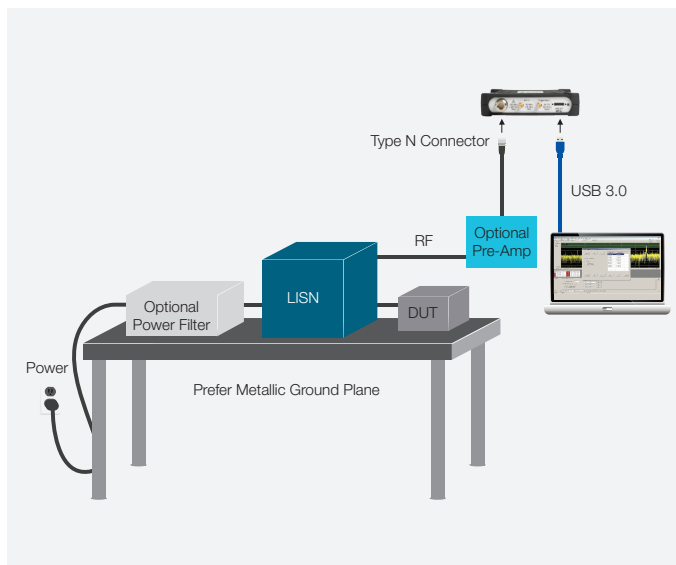 Type N Connector
USB 3.0
RF
Optional
Pre-Amp
LISN
Optional
Power Filter
DUT
Power
Prefer Metallic Ground Plane